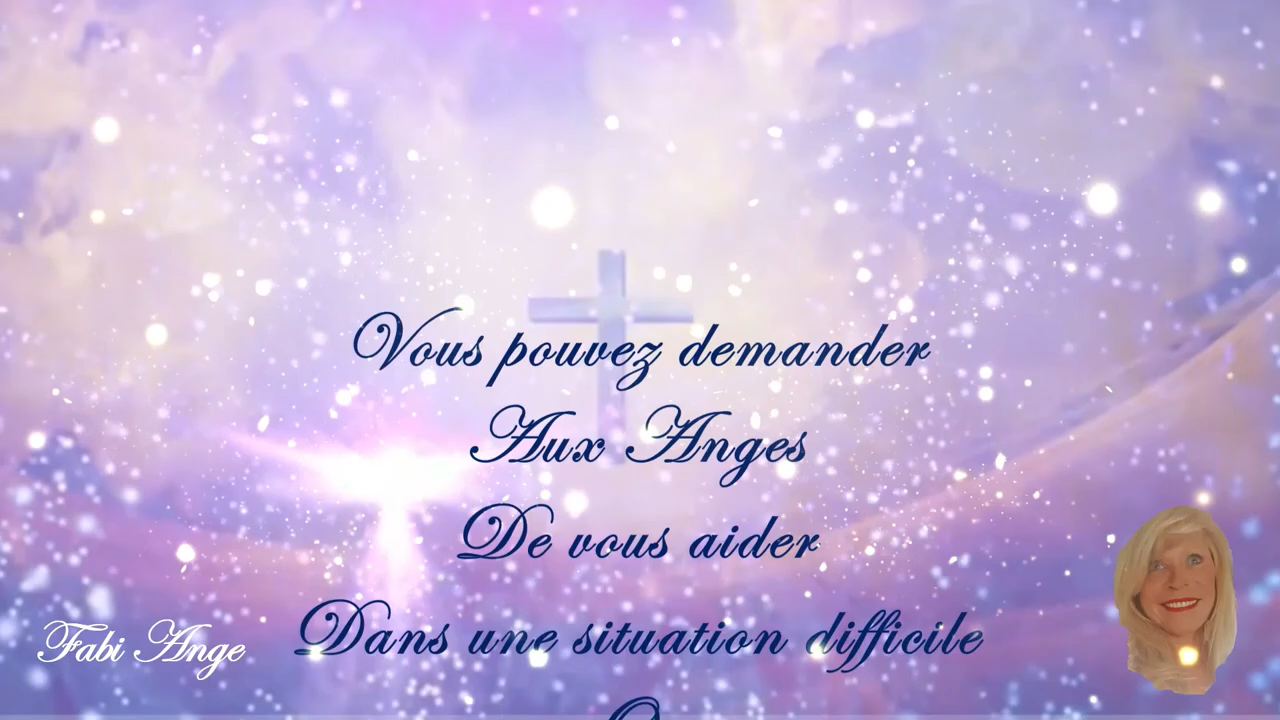 Vous pouvez demander
Aux Anges
De vous aider
Dans une situation difficile
Fabi Ange